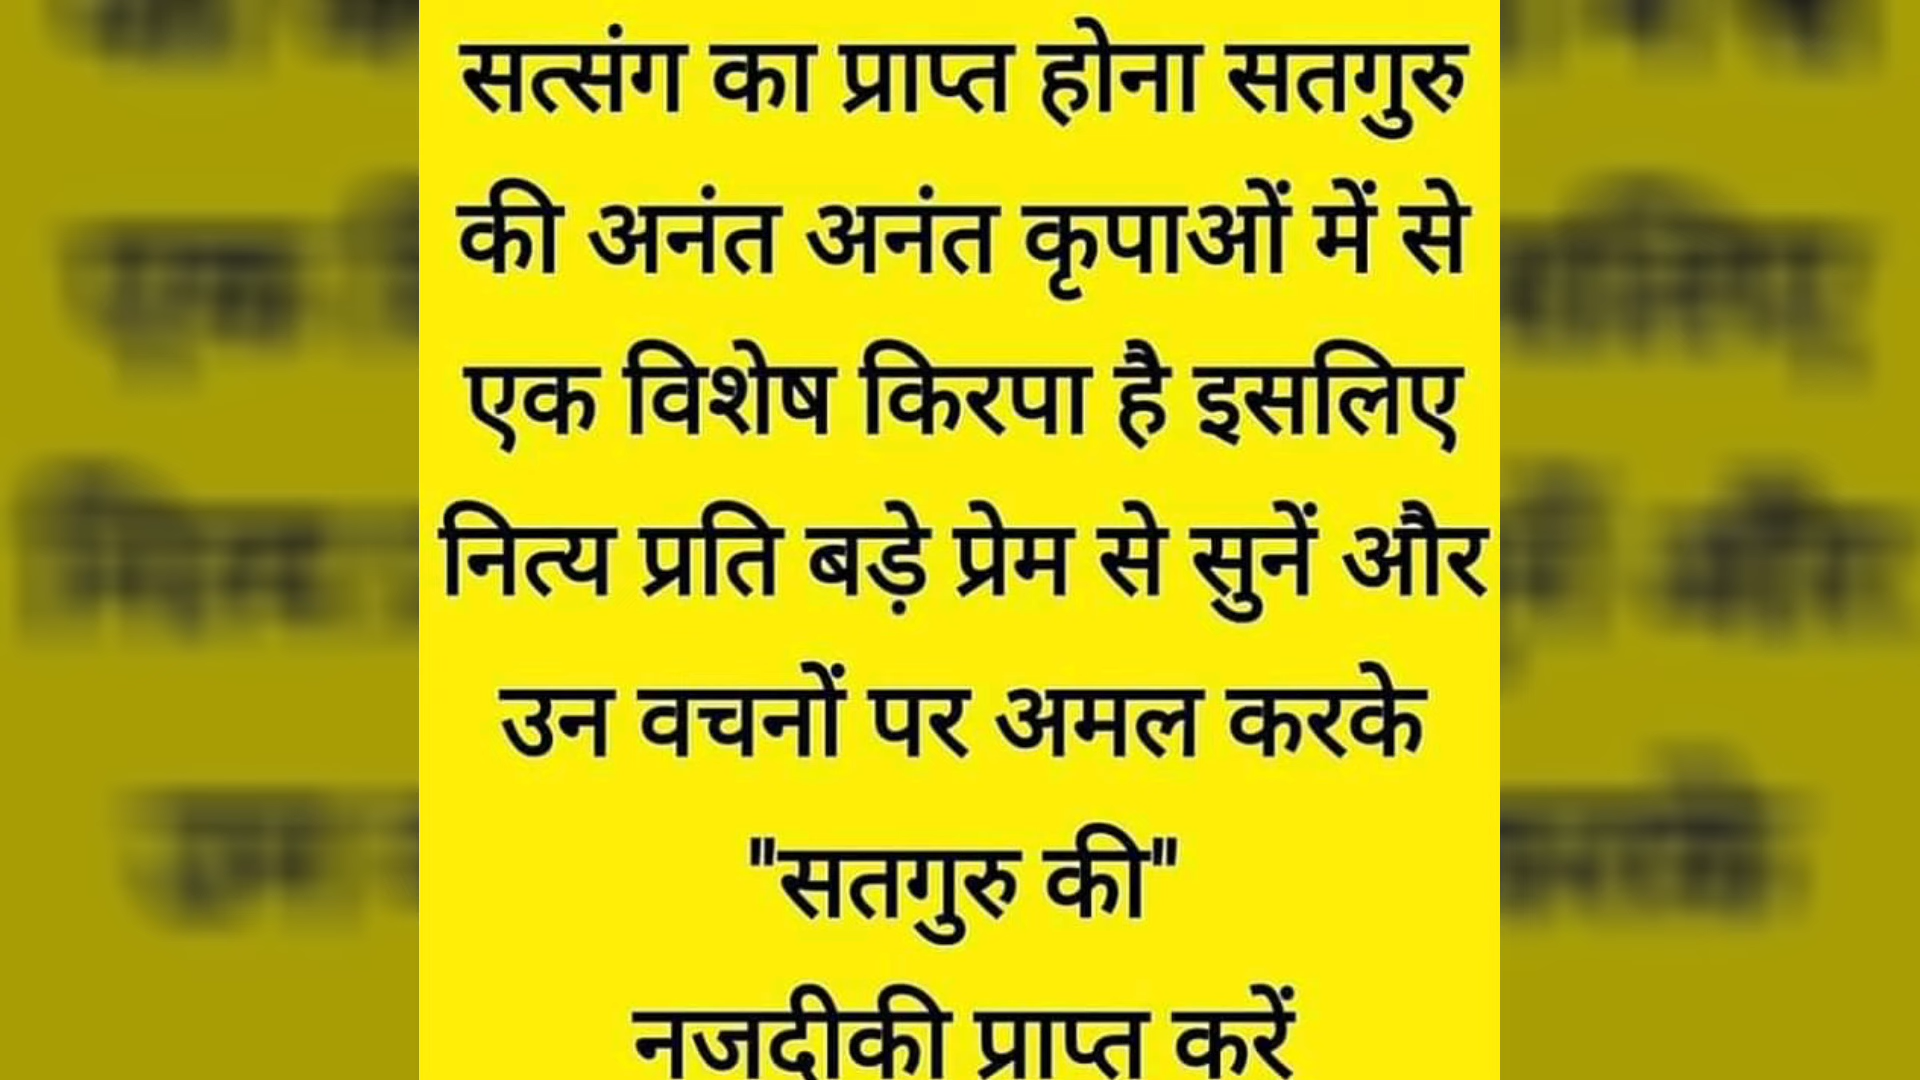 सत्संग का प्राप्त होना सतगुरु
की अनंत अनंत कृपाओं में से
एक विशेष किरपा है इसलिए
नित्य प्रति बड़े प्रेम से सुनें और
उन वचनों पर अमल करके
"सतगुरु की"
नजदीकी प्राप्त करें